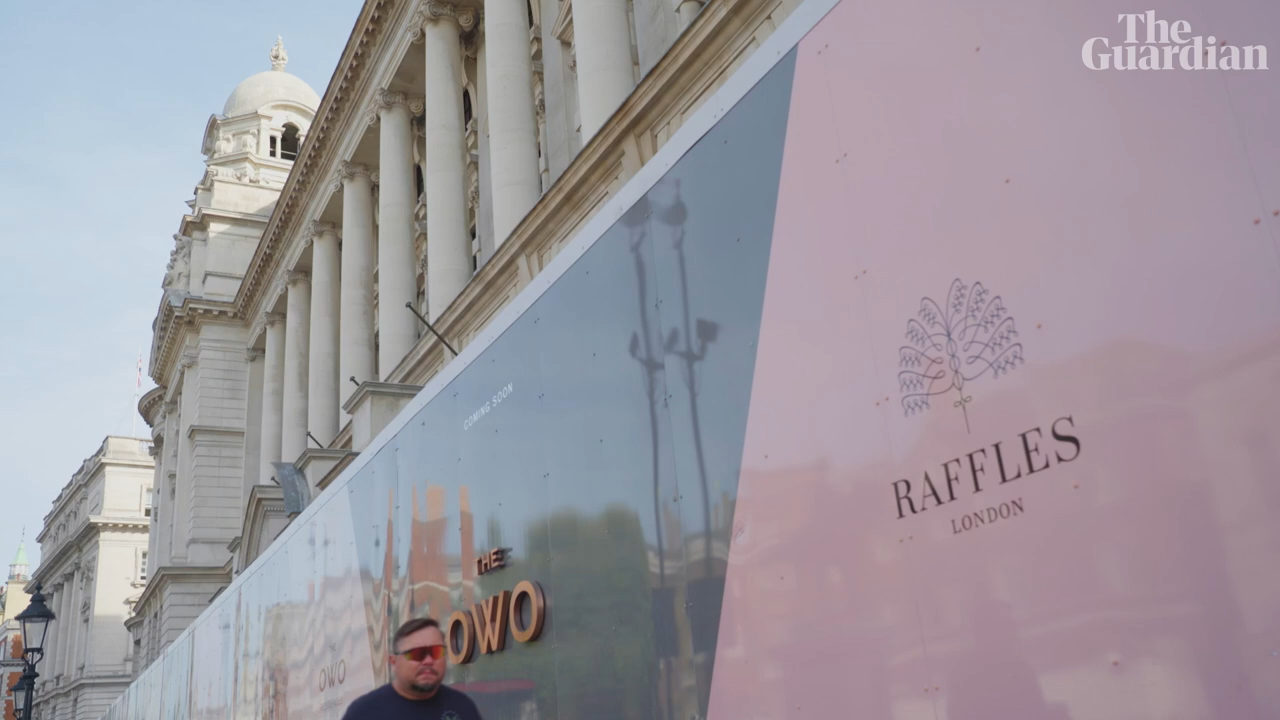 The
Guardian
COMING SOON
RAFFLES
LONDON
THE
OWO
OWO